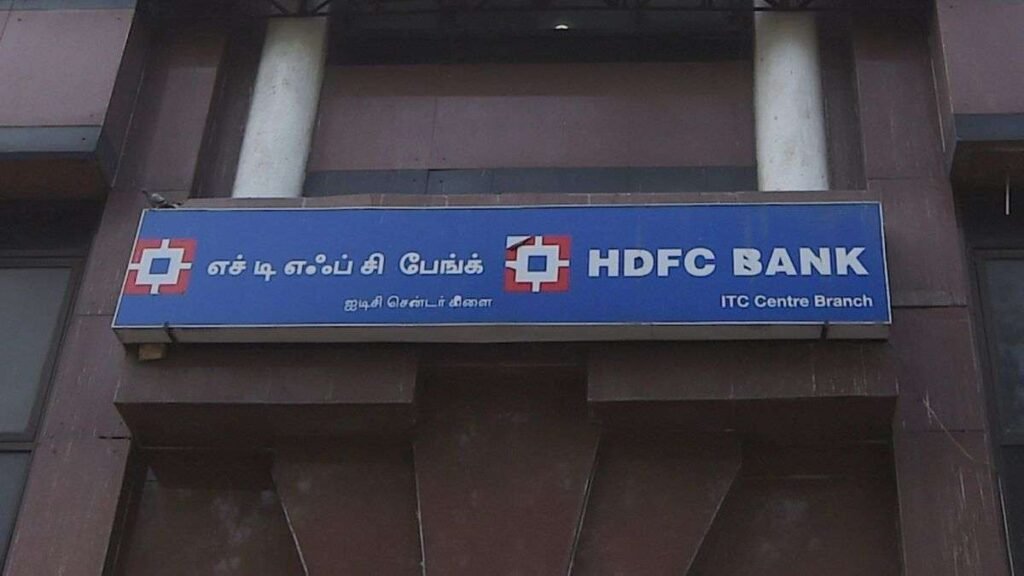 எச் டி எஃப் சி பேங்க்
ஐடிசி சென்டர் கிளை
HDFC BANK
ITC Centre Branch